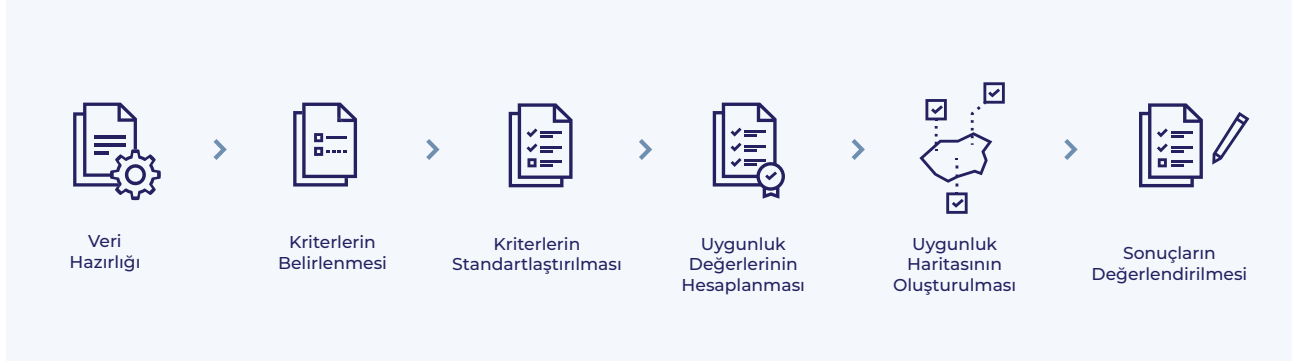 Veri
Hazırlığı
Kriterlerin
Belirlenmesi
Kriterlerin
Standartlaştırılması
Uygunluk
Değerlerinin
Hesaplanması
Uygunluk
Haritasının
Oluşturulması
Sonuçların
Değerlendirilmesi